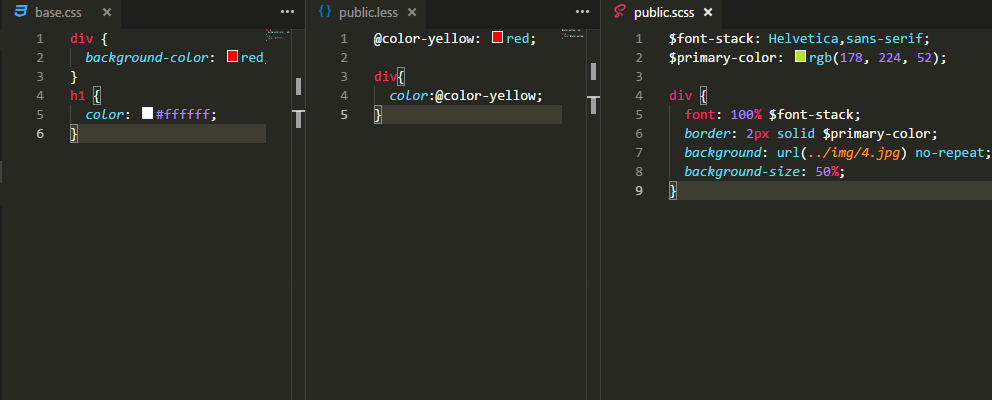 base.css × ···
1 div {
2 background-color: red;
3 }
4 h1 {
5 color: #ffffff;
6 }
public.less × ···
1 @color-yellow: red;
2
3 div{
4 color:@color-yellow;
5 }
public.scss ×
1 $font-stack: Helvetica,sans-serif;
2 $primary-color: rgb(178, 224, 52);
3
4 div {
5 font: 100% $font-stack;
6 border: 2px solid $primary-color;
7 background: url(../img/4.jpg) no-repeat;
8 background-size: 50%;
9 }